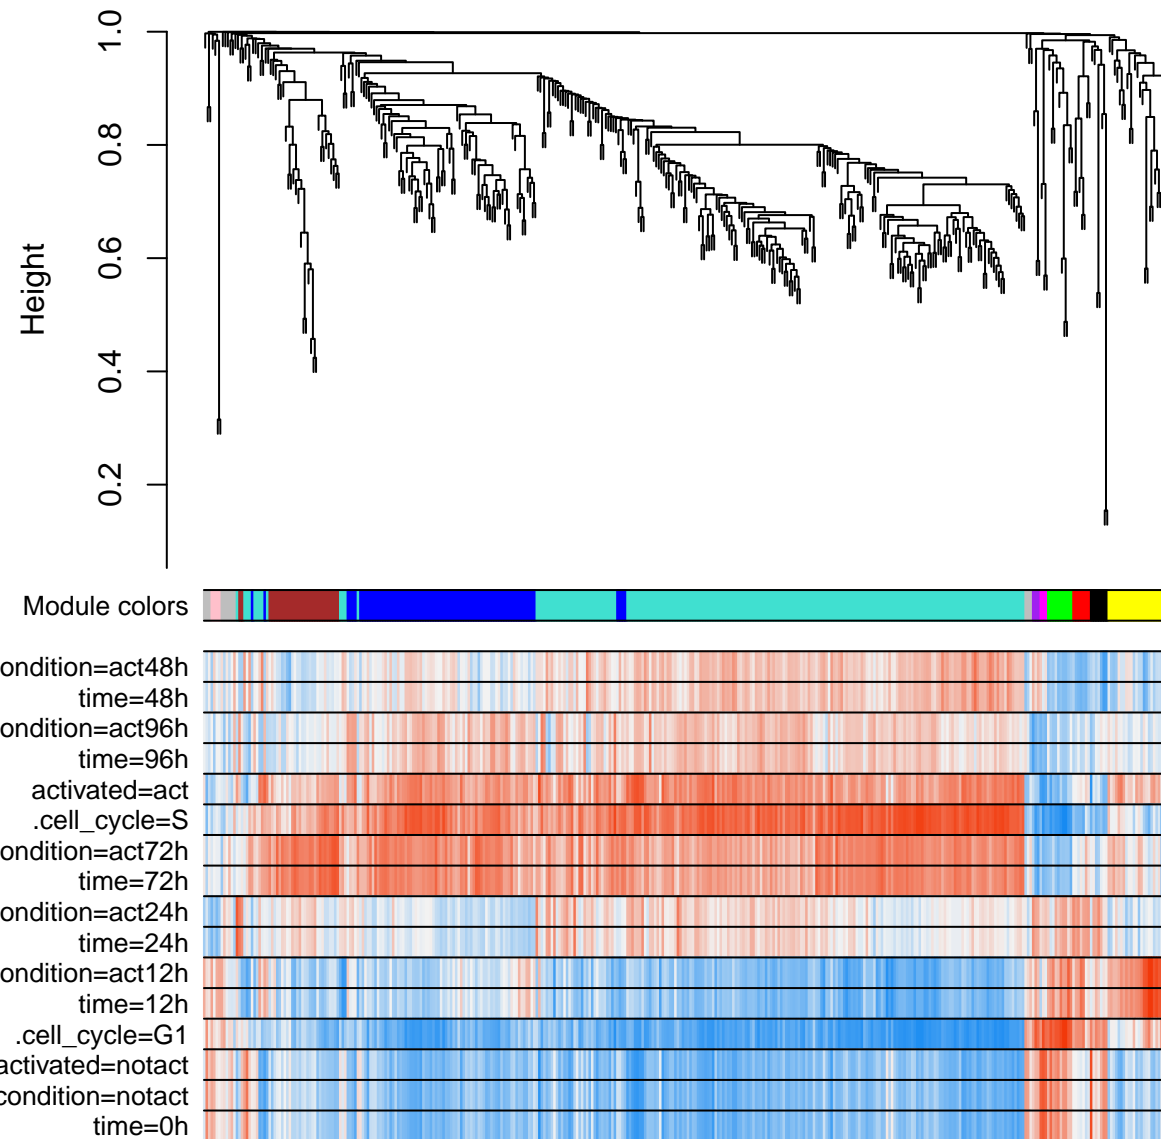 1.0
0.8
0.6
0.4
0.2
Height
Module colors
ondition=act48h
time=48h
ondition=act96h
time=96h
activated=act
.cell_cycle=S
ondition=act72h
time=72h
ondition=act24h
time=24h
ondition=act12h
time=12h
.cell_cycle=G1
activated=notact
condition=notact
time=0h